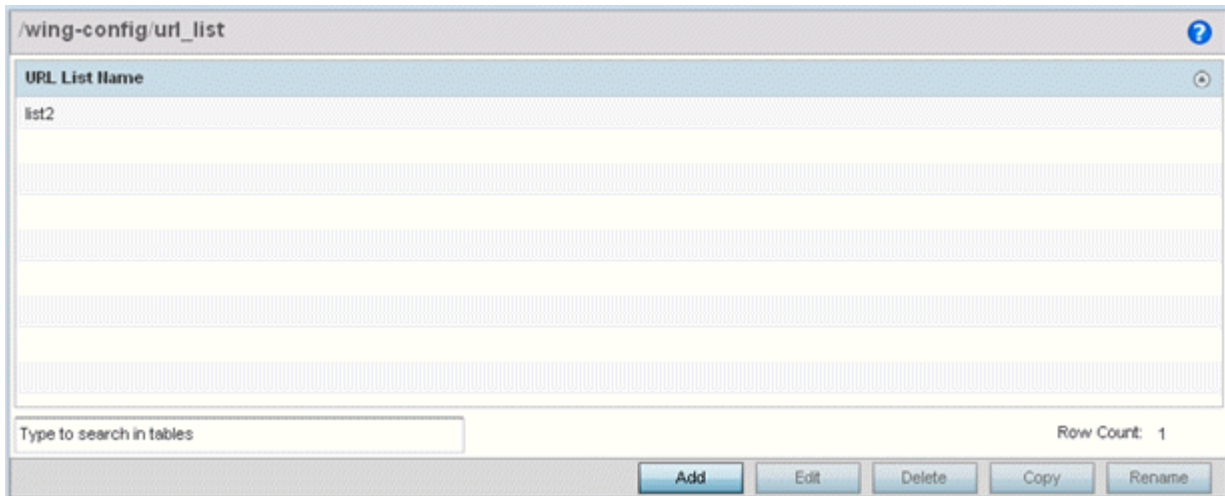 /wing-config/url_list
?
URL List Name
list2
Type to search in tables
Row Count: 1
Add Edit Delete Copy Rename